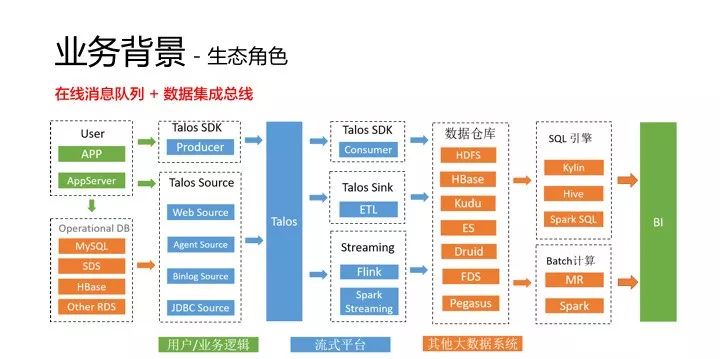 业务背景 - 生态角色
在线消息队列 + 数据集成总线
User
APP
AppServer
Operational DB
MySQL
SDS
HBase
Other RDS
Talos SDK
Producer
Talos Source
Web Source
Agent Source
Binlog Source
JDBC Source
Talos
Talos SDK
Consumer
Talos Sink
ETL
Streaming
Flink
Spark
Streaming
数据仓库
HDFS
HBase
Kudu
ES
Druid
FDS
Pegasus
SQL 引擎
Kylin
Hive
Spark SQL
Batch计算
MR
Spark
BI
用户/业务逻辑
流式平台
其他大数据系统